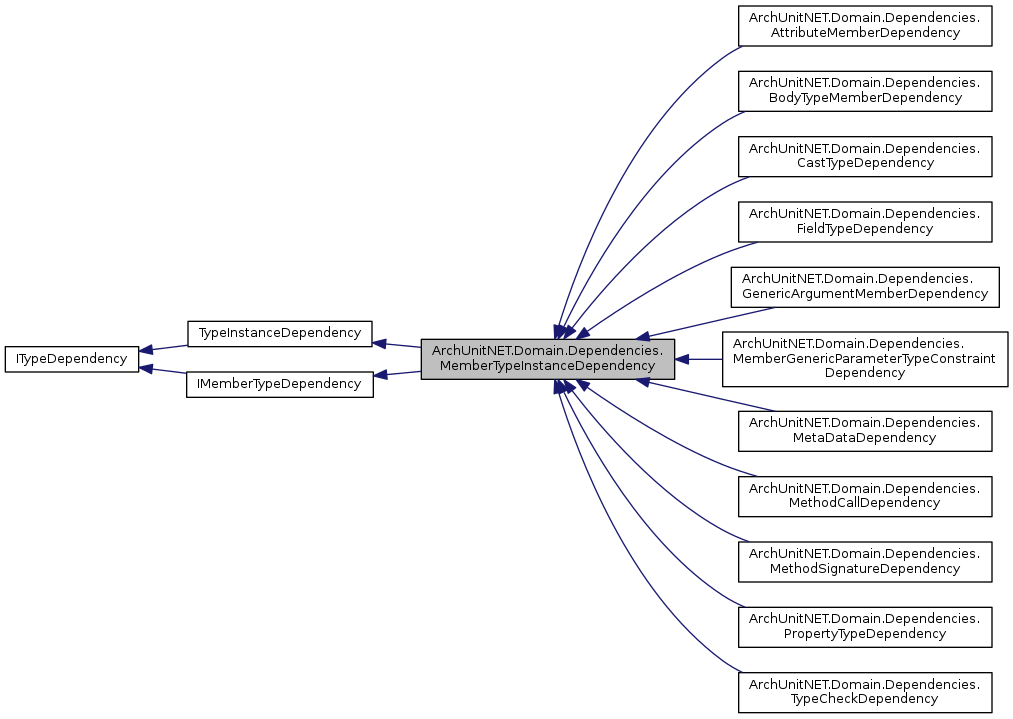 ITypeDependency
TypeInstanceDependency
IMemberTypeDependency
ArchUnitNET.Domain.Dependencies.
MemberTypeInstanceDependency
ArchUnitNET.Domain.Dependencies.
AttributeMemberDependency
ArchUnitNET.Domain.Dependencies.
BodyTypeMemberDependency
ArchUnitNET.Domain.Dependencies.
CastTypeDependency
ArchUnitNET.Domain.Dependencies.
FieldTypeDependency
ArchUnitNET.Domain.Dependencies.
GenericArgumentMemberDependency
ArchUnitNET.Domain.Dependencies.
MemberGenericParameterTypeConstraint
Dependency
ArchUnitNET.Domain.Dependencies.
MetaDataDependency
ArchUnitNET.Domain.Dependencies.
MethodCallDependency
ArchUnitNET.Domain.Dependencies.
MethodSignatureDependency
ArchUnitNET.Domain.Dependencies.
PropertyTypeDependency
ArchUnitNET.Domain.Dependencies.
TypeCheckDependency